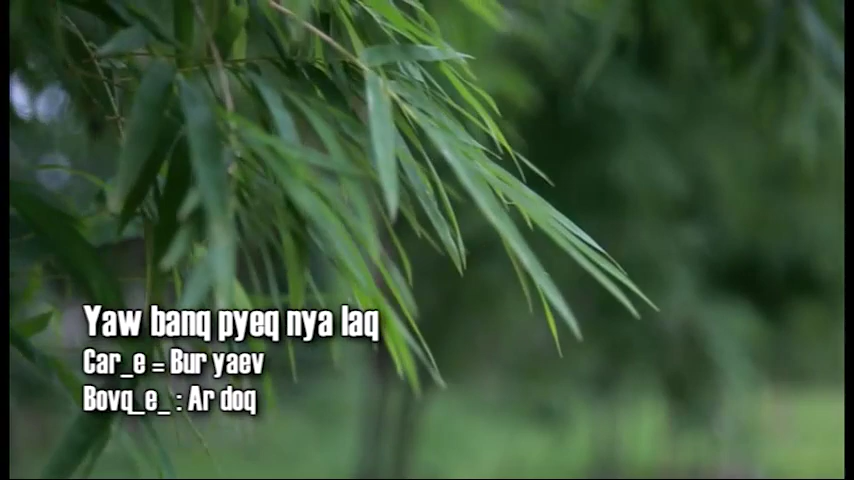 Yaw banq pyeq nya laq
Car_e = Bur yaev
Bovq_e_ : Ar doq